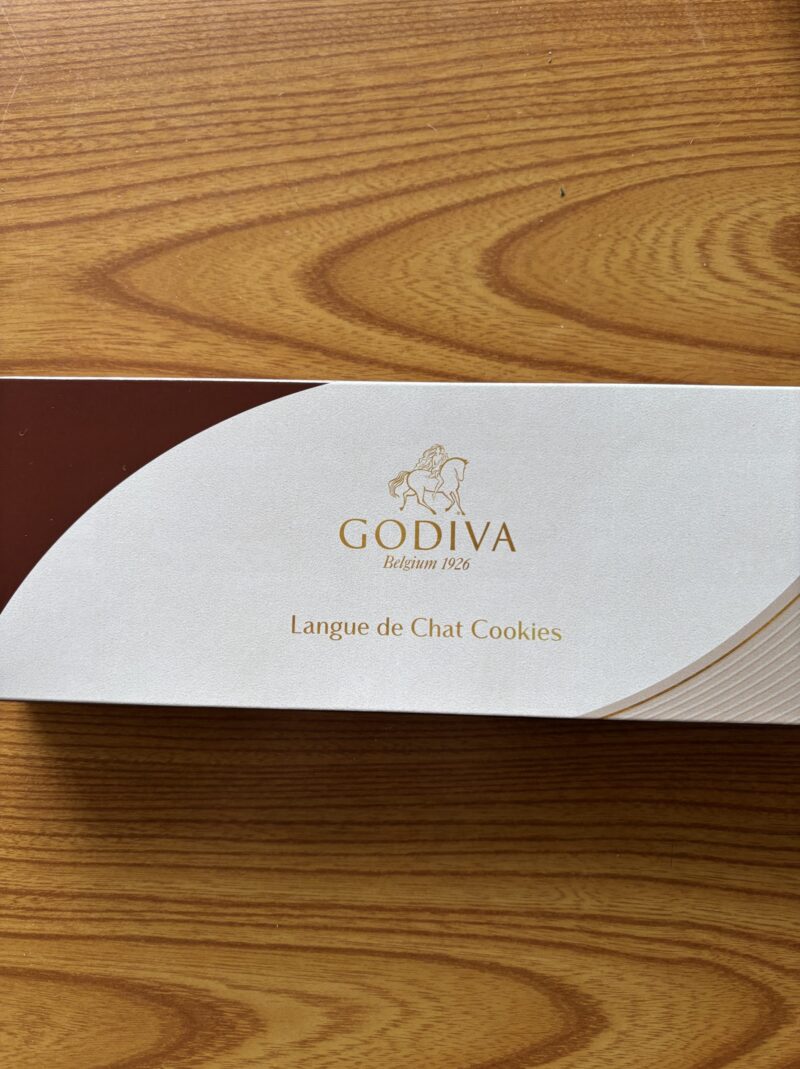 GODIVA
Belgium 1926
Langue de Chat Cookies